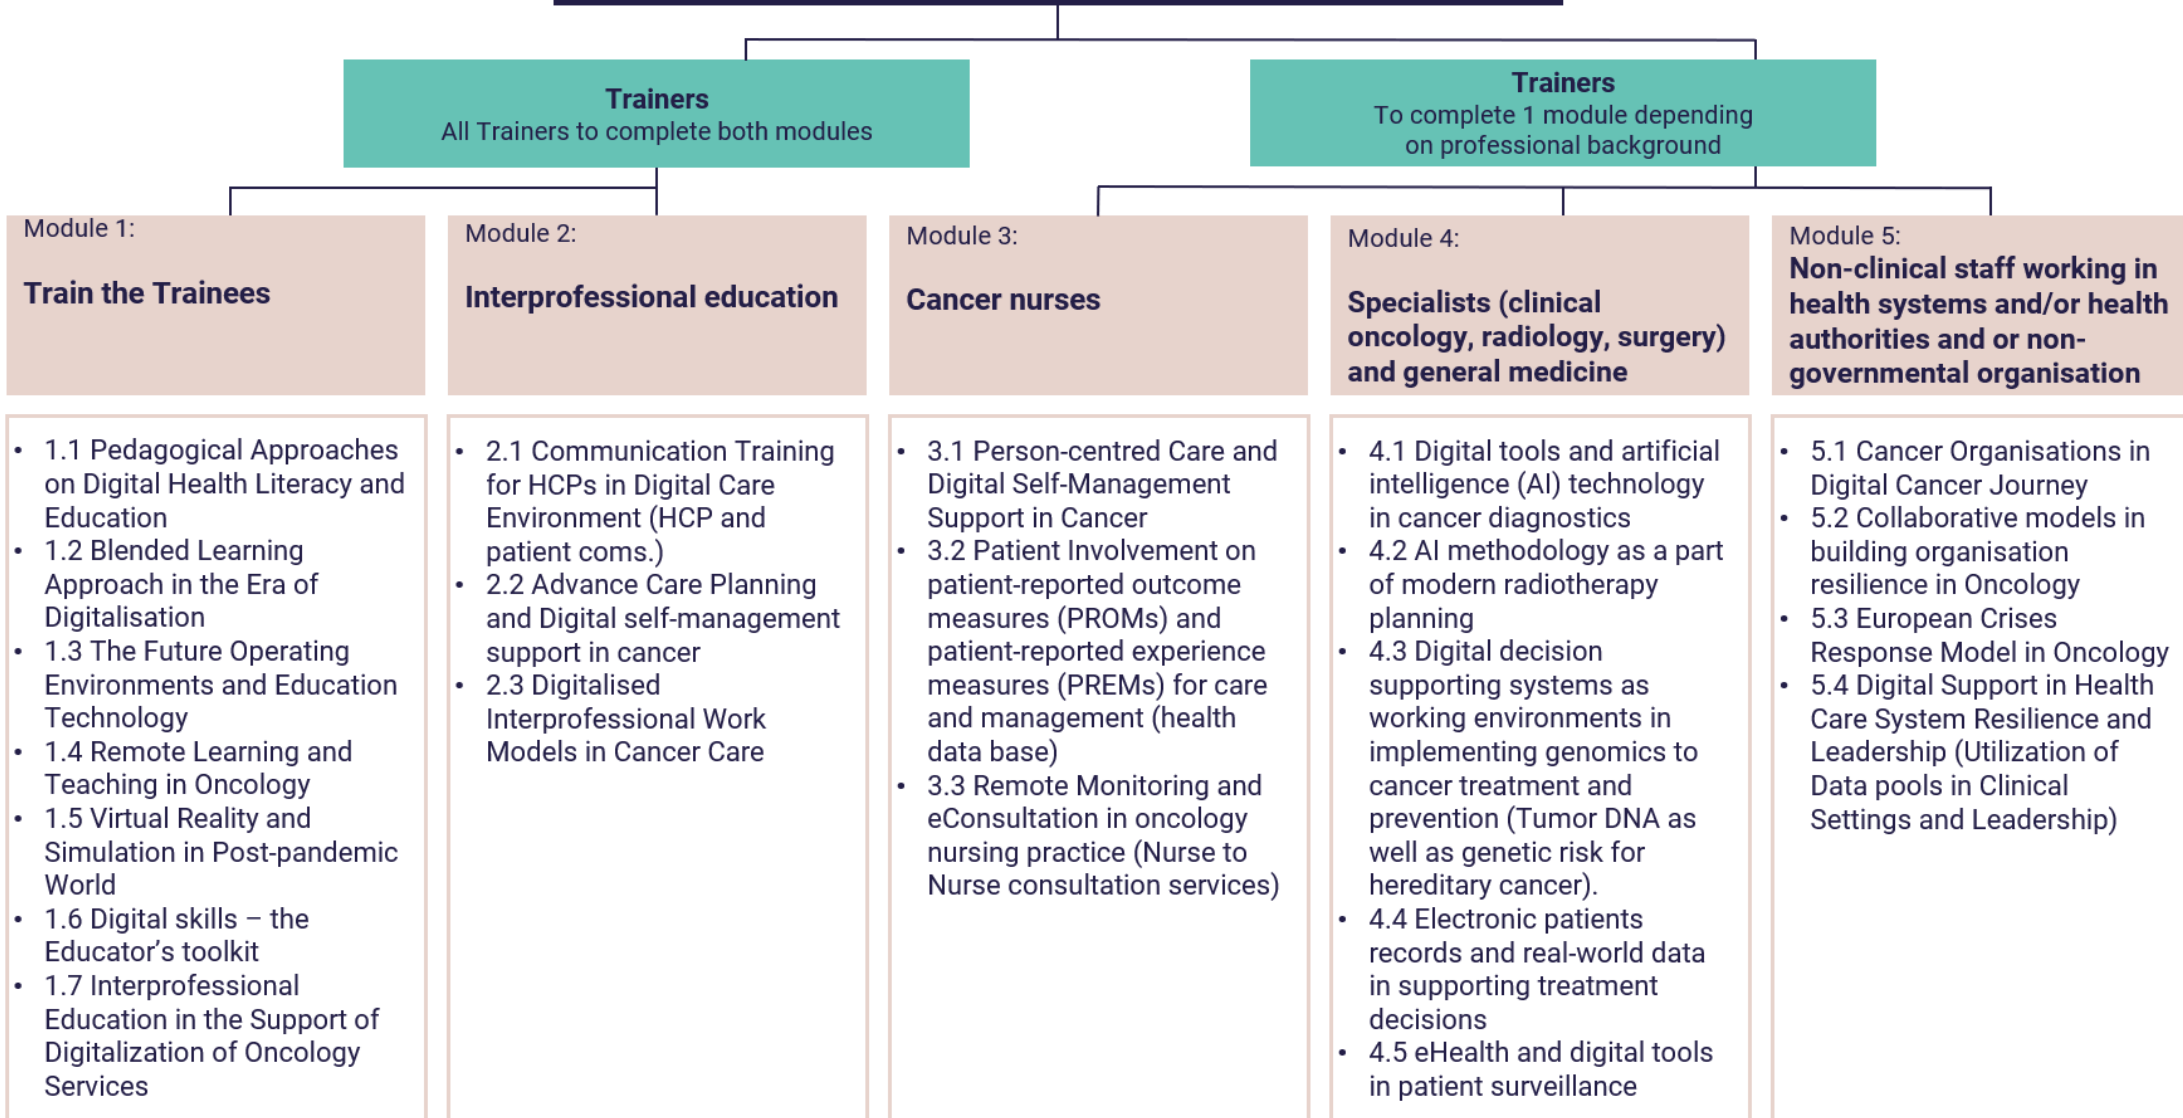 Trainers
All Trainers to complete both modules
Trainers
To complete 1 module depending
on professional background
Module 1:
Train the Trainees
Module 2:
Interprofessional education
Module 3:
Cancer nurses
Module 4:
Specialists (clinical
oncology, radiology, surgery)
and general medicine
Module 5:
Non-clinical staff working in
health systems and/or health
authorities and or non-
governmental organisation
• 1.1 Pedagogical Approaches
on Digital Health Literacy and
Education
• 1.2 Blended Learning
Approach in the Era of
Digitalisation
• 1.3 The Future Operating
Environments and Education
Technology
• 1.4 Remote Learning and
Teaching in Oncology
• 1.5 Virtual Reality and
Simulation in Post-pandemic
World
• 1.6 Digital skills – the
Educator’s toolkit
• 1.7 Interprofessional
Education in the Support of
Digitalization of Oncology
Services
• 2.1 Communication Training
for HCPs in Digital Care
Environment (HCP and
patient coms.)
• 2.2 Advance Care Planning
and Digital self-management
support in cancer
• 2.3 Digitalised
Interprofessional Work
Models in Cancer Care
• 3.1 Person-centred Care and
Digital Self-Management
Support in Cancer
• 3.2 Patient Involvement on
patient-reported outcome
measures (PROMs) and
patient-reported experience
measures (PREMs) for care
and management (health
data base)
• 3.3 Remote Monitoring and
eConsultation in oncology
nursing practice (Nurse to
Nurse consultation services)
• 4.1 Digital tools and artificial
intelligence (AI) technology
in cancer diagnostics
• 4.2 AI methodology as a part
of modern radiotherapy
planning
• 4.3 Digital decision
supporting systems as
working environments in
implementing genomics to
cancer treatment and
prevention (Tumor DNA as
well as genetic risk for
hereditary cancer).
• 4.4 Electronic patients
records and real-world data
in supporting treatment
decisions
• 4.5 eHealth and digital tools
in patient surveillance
• 5.1 Cancer Organisations in
Digital Cancer Journey
• 5.2 Collaborative models in
building organisation
resilience in Oncology
• 5.3 European Crises
Response Model in Oncology
• 5.4 Digital Support in Health
Care System Resilience and
Leadership (Utilization of
Data pools in Clinical
Settings and Leadership)